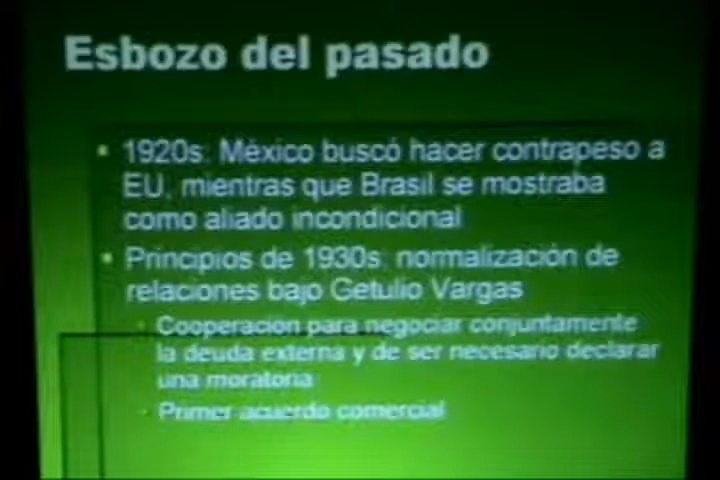 Esbozo del pasado
1920s: México buscó hacer contrapeso a
EU, mientras que Brasil se mostraba
como aliado incondicional
Principios de 1930s: normalización de
relaciones bajo Getulio Vargas
Cooperación para negociar conjuntamente
la deuda externa y de ser necesario declarar
una moratoria
Primer acuerdo comercial